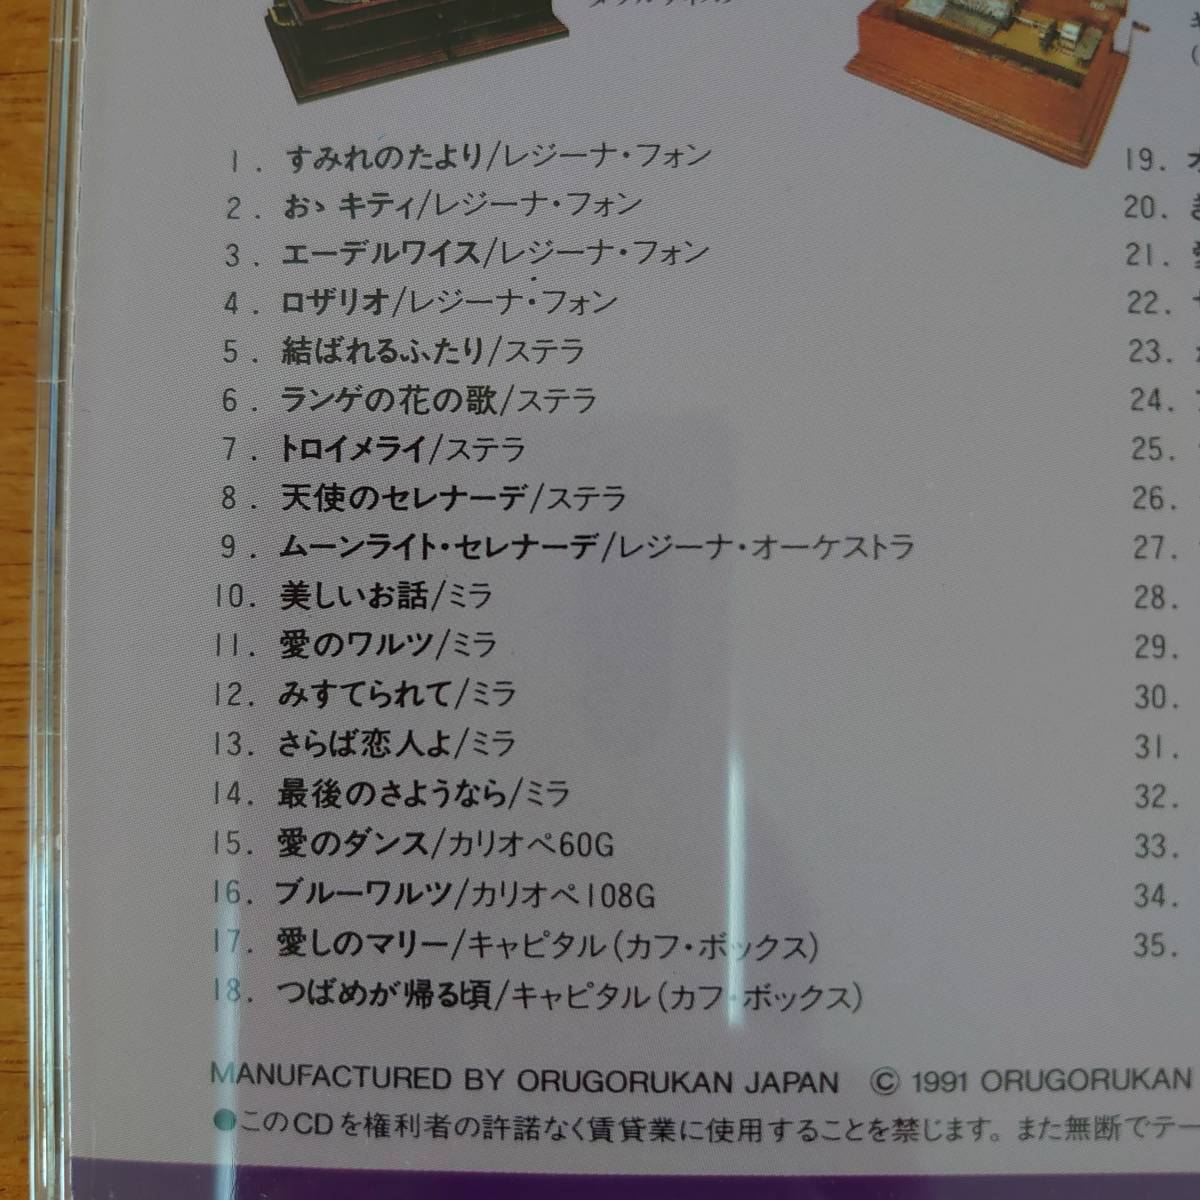 1. すみれのたより/レジーナ・フォン
2. おゝキティ/レジーナ・フォン
3. エーデルワイス/レジーナ・フォン
4. ロザリオ/レジーナ・フォン
5. 結ばれるふたり/ステラ
6. ランゲの花の歌/ステラ
7. トロイメライ/ステラ
8. 天使のセレナーデ/ステラ
9. ムーンライト・セレナーデ/レジーナ・オーケストラ
10. 美しいお話/ミラ
11. 愛のワルツ/ミラ
12. みすてられて/ミラ
13. さらば恋人よ/ミラ
14. 最後のさようなら/ミラ
15. 愛のダンス/カリオペ60G
16. ブルーワルツ/カリオペ108G
17. 愛しのマリー/キャピタル(カフ・ボックス)
18. つばめが帰る頃/キャピタル(カフ・ボックス)
19.
20.
21.
22.
23.
24.
25.
26.
27.
28.
29.
30.
31.
32.
33.
34.
35.
MANUFACTURED BY ORUGORUKAN JAPAN © 1991 ORUGORUKAN
●このCDを権利者の許諾なく賃貸業に使用することを禁じます。また無断でテー